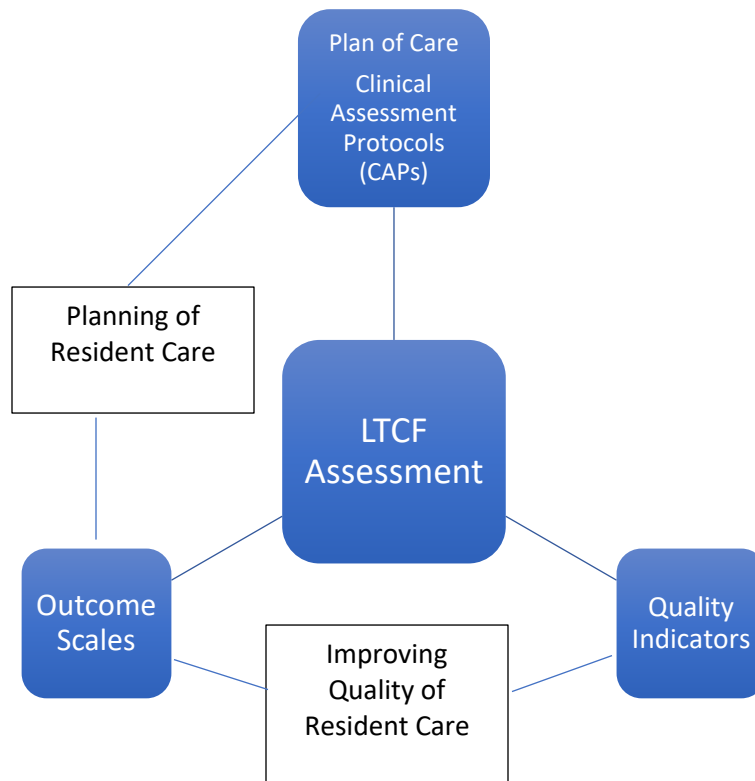 Plan of Care
Clinical
Assessment
Protocols
(CAPs)
Planning of
Resident Care
LTCF
Assessment
Outcome
Scales
Quality
Indicators
Improving
Quality of
Resident Care